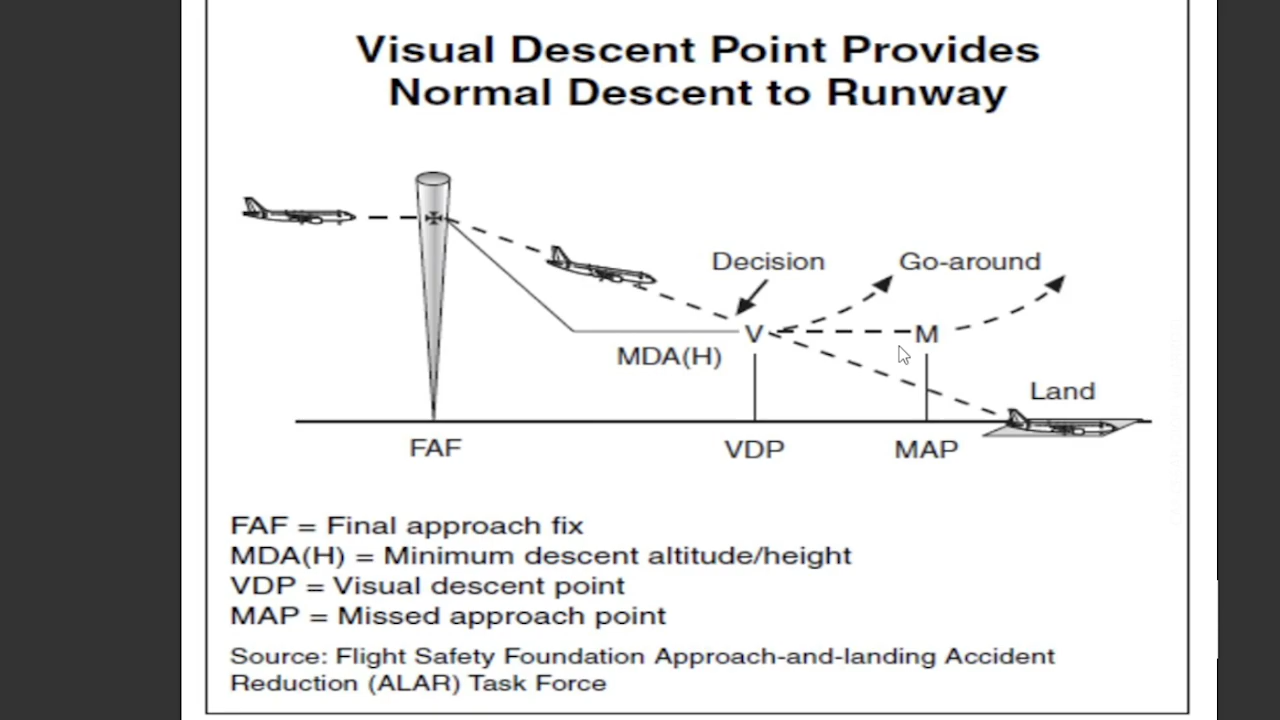 Visual Descent Point Provides
Normal Descent to Runway
Decision
Go-around
V
M
MDA(H)
Land
FAF
VDP
MAP
FAF = Final approach fix
MDA(H) = Minimum descent altitude/height
VDP = Visual descent point
MAP = Missed approach point
Source: Flight Safety Foundation Approach-and-landing Accident
Reduction (ALAR) Task Force